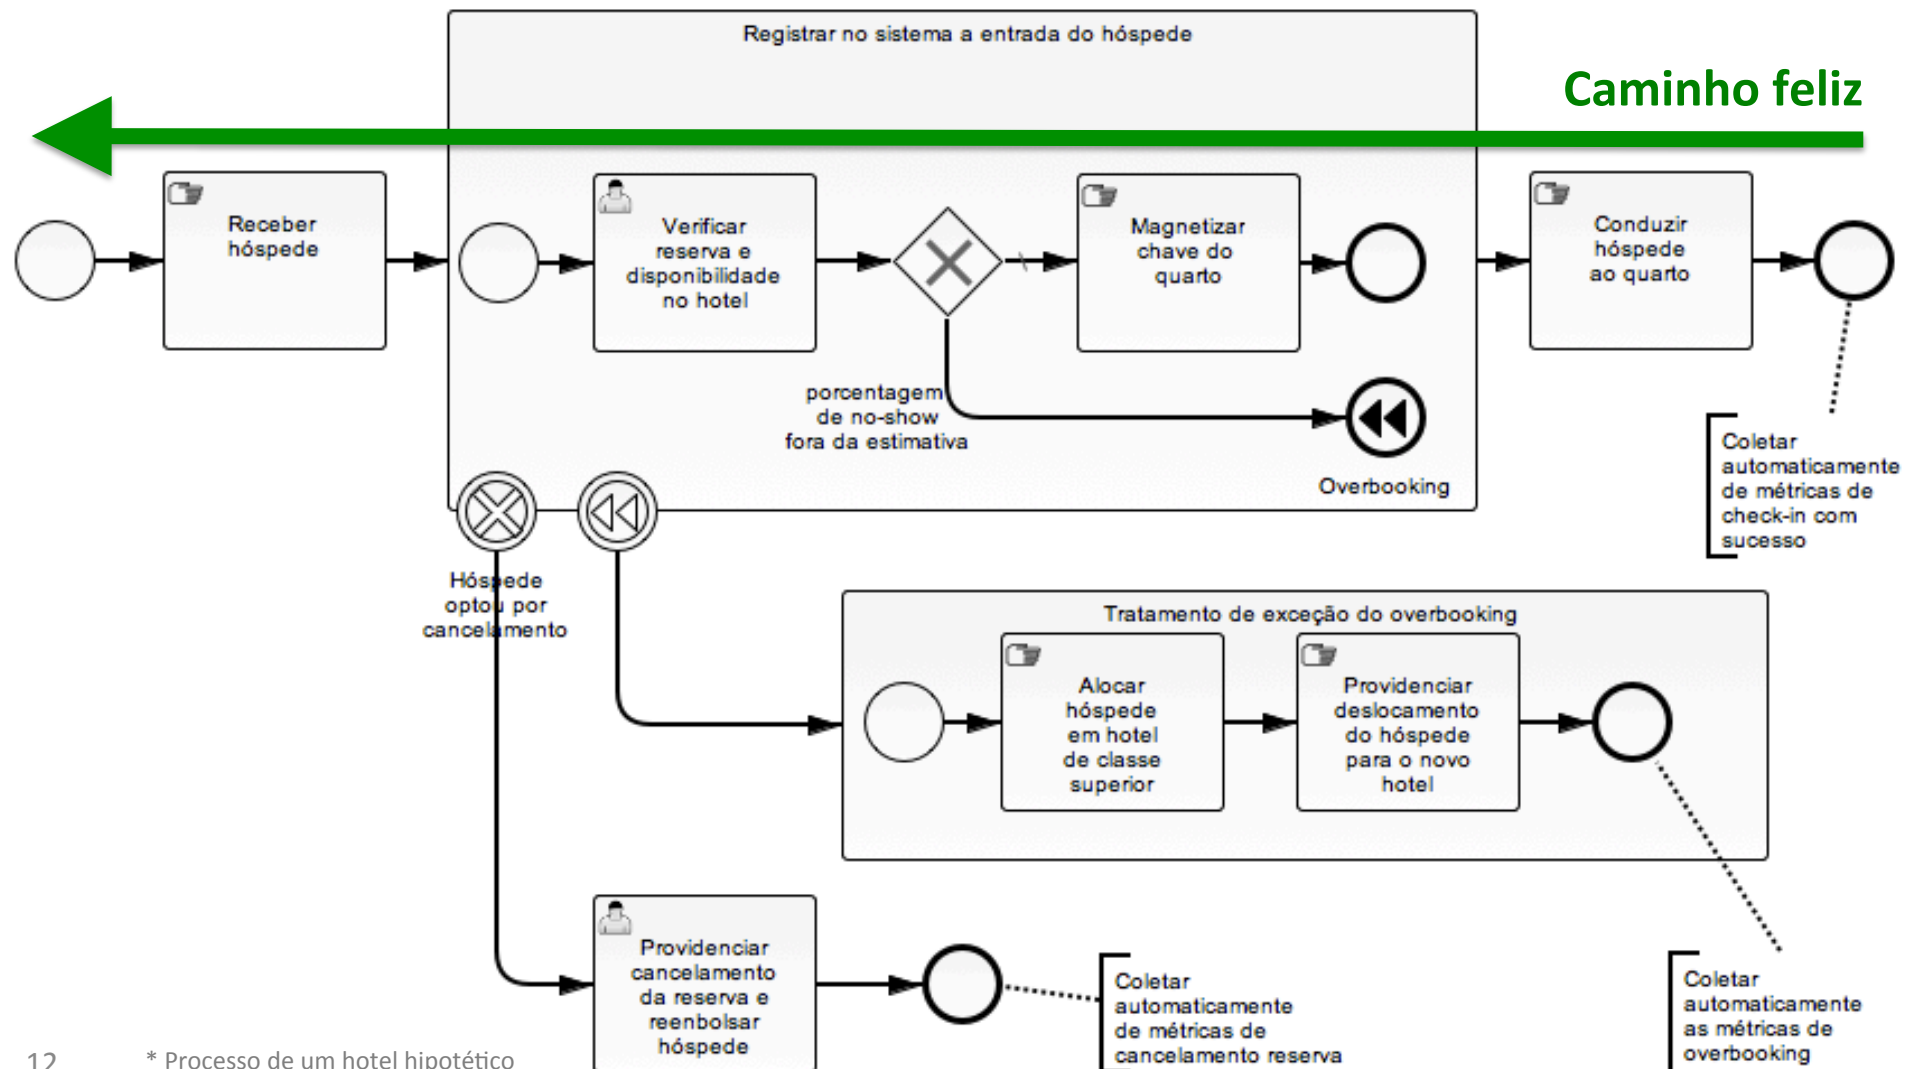 Registrar no sistema a entrada do hóspede
Caminho feliz
Receber
hóspede
Verificar
reserva e
disponibilidade
no hotel
Magnetizar
chave do
quarto
Conduzir
hóspede
ao quarto
porcentagem
de no-show
fora da estimativa
Overbooking
Coletar
automaticamente
de métricas de
check-in com
sucesso
Hóspede
optou por
cancelamento
Tratamento de exceção do overbooking
Alocar
hóspede
em hotel
de classe
superior
Providenciar
deslocamento
do hóspede
para o novo
hotel
Providenciar
cancelamento
da reserva e
reenbolsar
hóspede
Coletar
automaticamente
de métricas de
cancelamento reserva
Coletar
automaticamente
as métricas de
overbooking
12
* Processo de um hotel hipotético